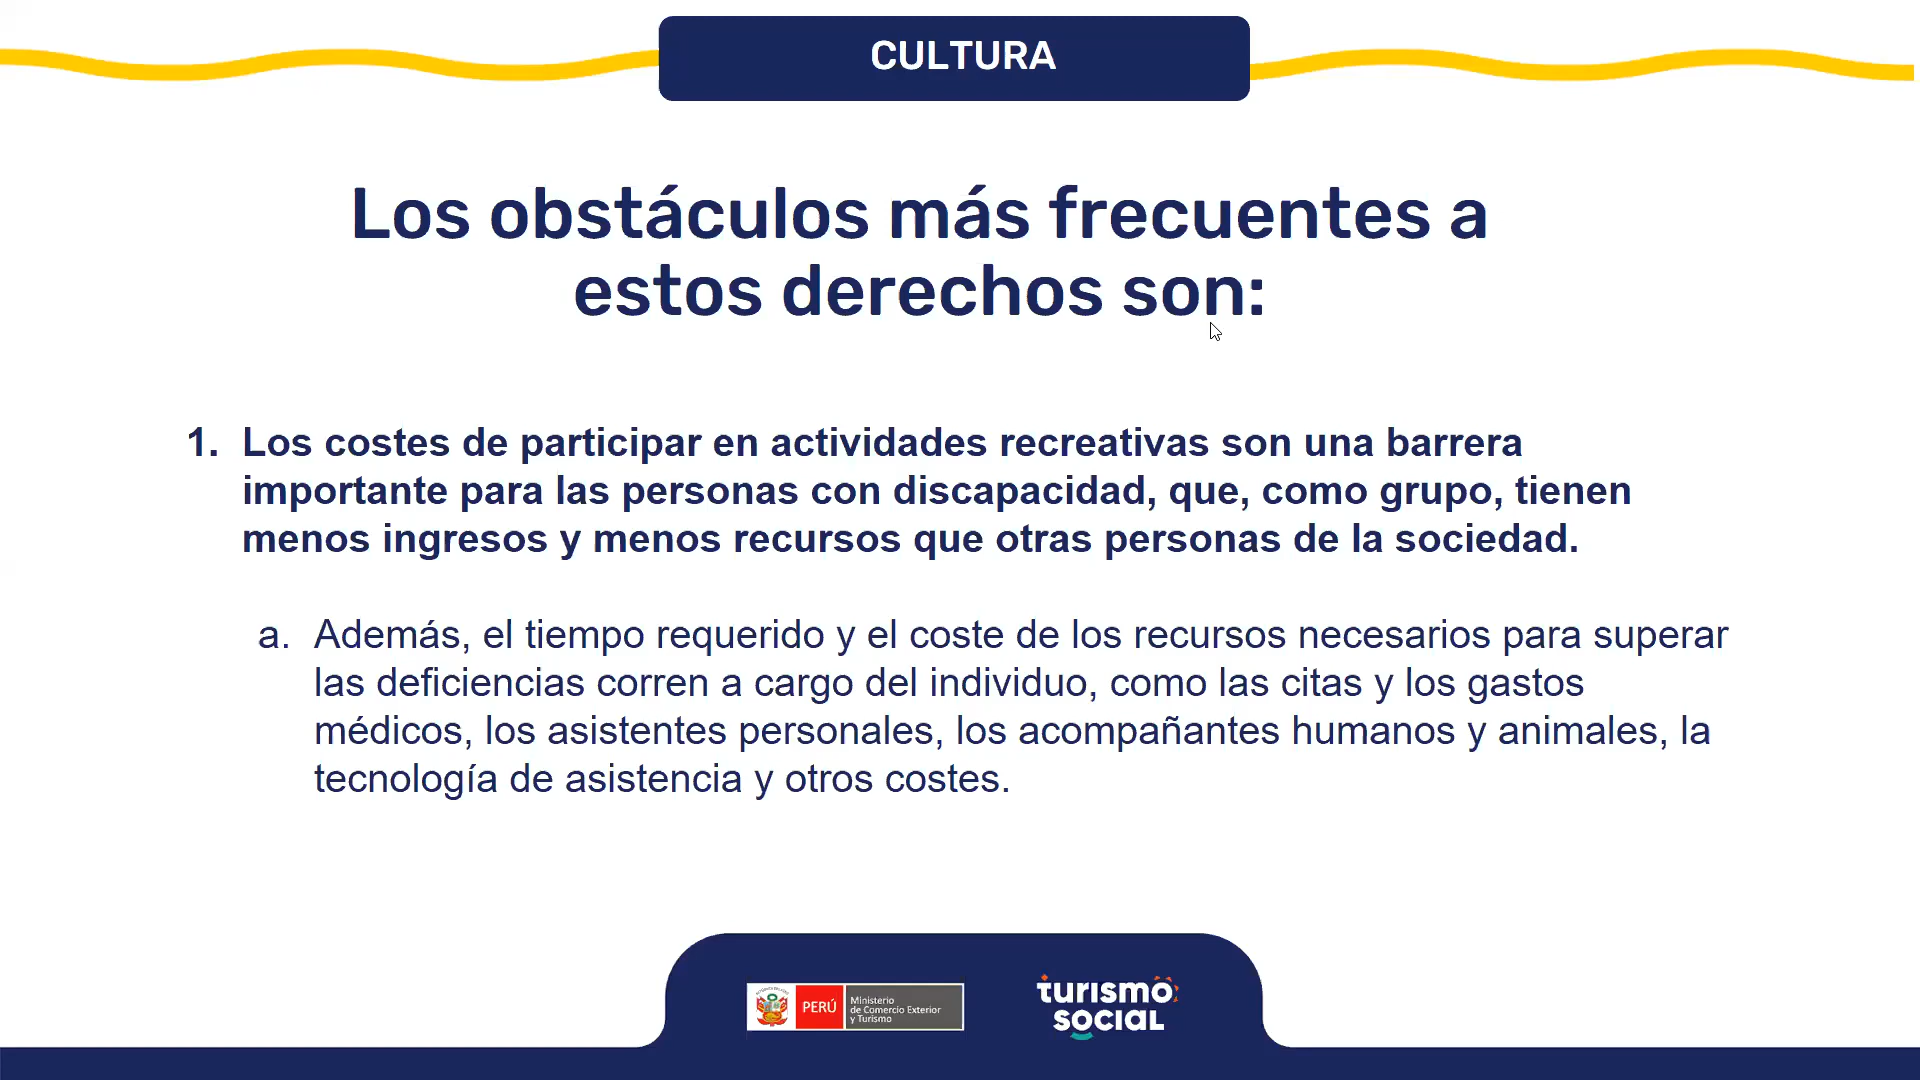 CULTURA
Los obstáculos más frecuentes a
estos derechos son:
1. Los costes de participar en actividades recreativas son una barrera
importante para las personas con discapacidad, que, como grupo, tienen
menos ingresos y menos recursos que otras personas de la sociedad.
a. Además, el tiempo requerido y el coste de los recursos necesarios para superar
las deficiencias corren a cargo del individuo, como las citas y los gastos
médicos, los asistentes personales, los acompañantes humanos y animales, la
tecnología de asistencia y otros costes.
PERÚ
Ministerio
de Comercio Exterior
y Turismo
turismo
social